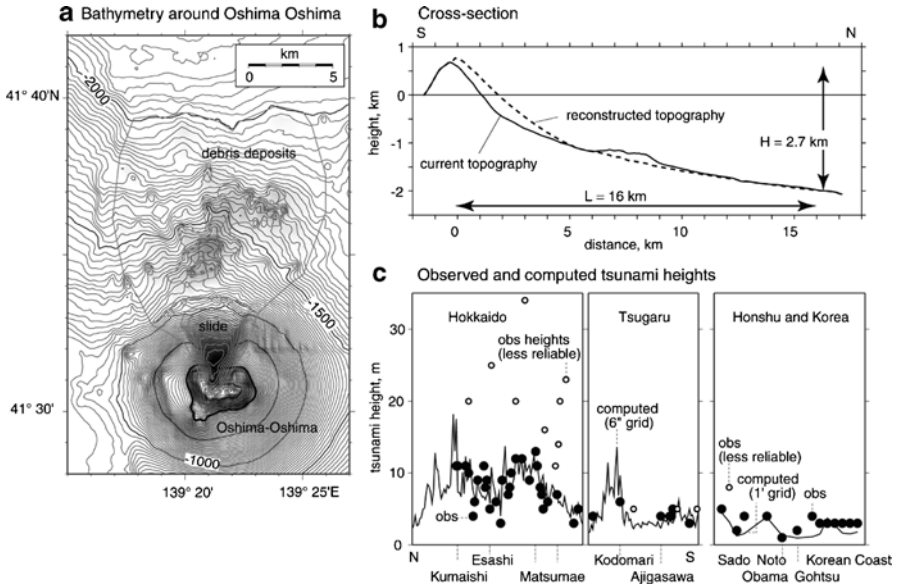 a Bathymetry around Oshima Oshima
km
0 5
-2000
41° 40'N
debris deposits
-1500
slide
41° 30'
Oshima-Oshima
-1000
139° 20' 139° 25'E
b Cross-section
S N
1
0
-1
-2
height, km
reconstructed topography
current topography
H = 2.7 km
L = 16 km
0 5 10 15
distance, km
c Observed and computed tsunami heights
30
20
10
0
tsunami height, m
Hokkaido
obs heights
(less reliable)
obs
Tsugaru
computed
(6" grid)
Honshu and Korea
obs
(less reliable)
computed
(1' grid)
obs
N
Esashi
Kumaishi Matsumae
Kodomari S
Ajigasawa
Sado Noto Korean Coast
Obama Gohtsu